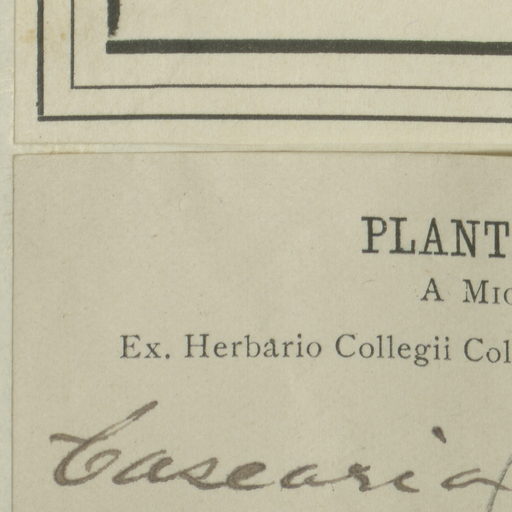 PLANT
A MIC
Ex. Herbario Collegii Col
Casearia